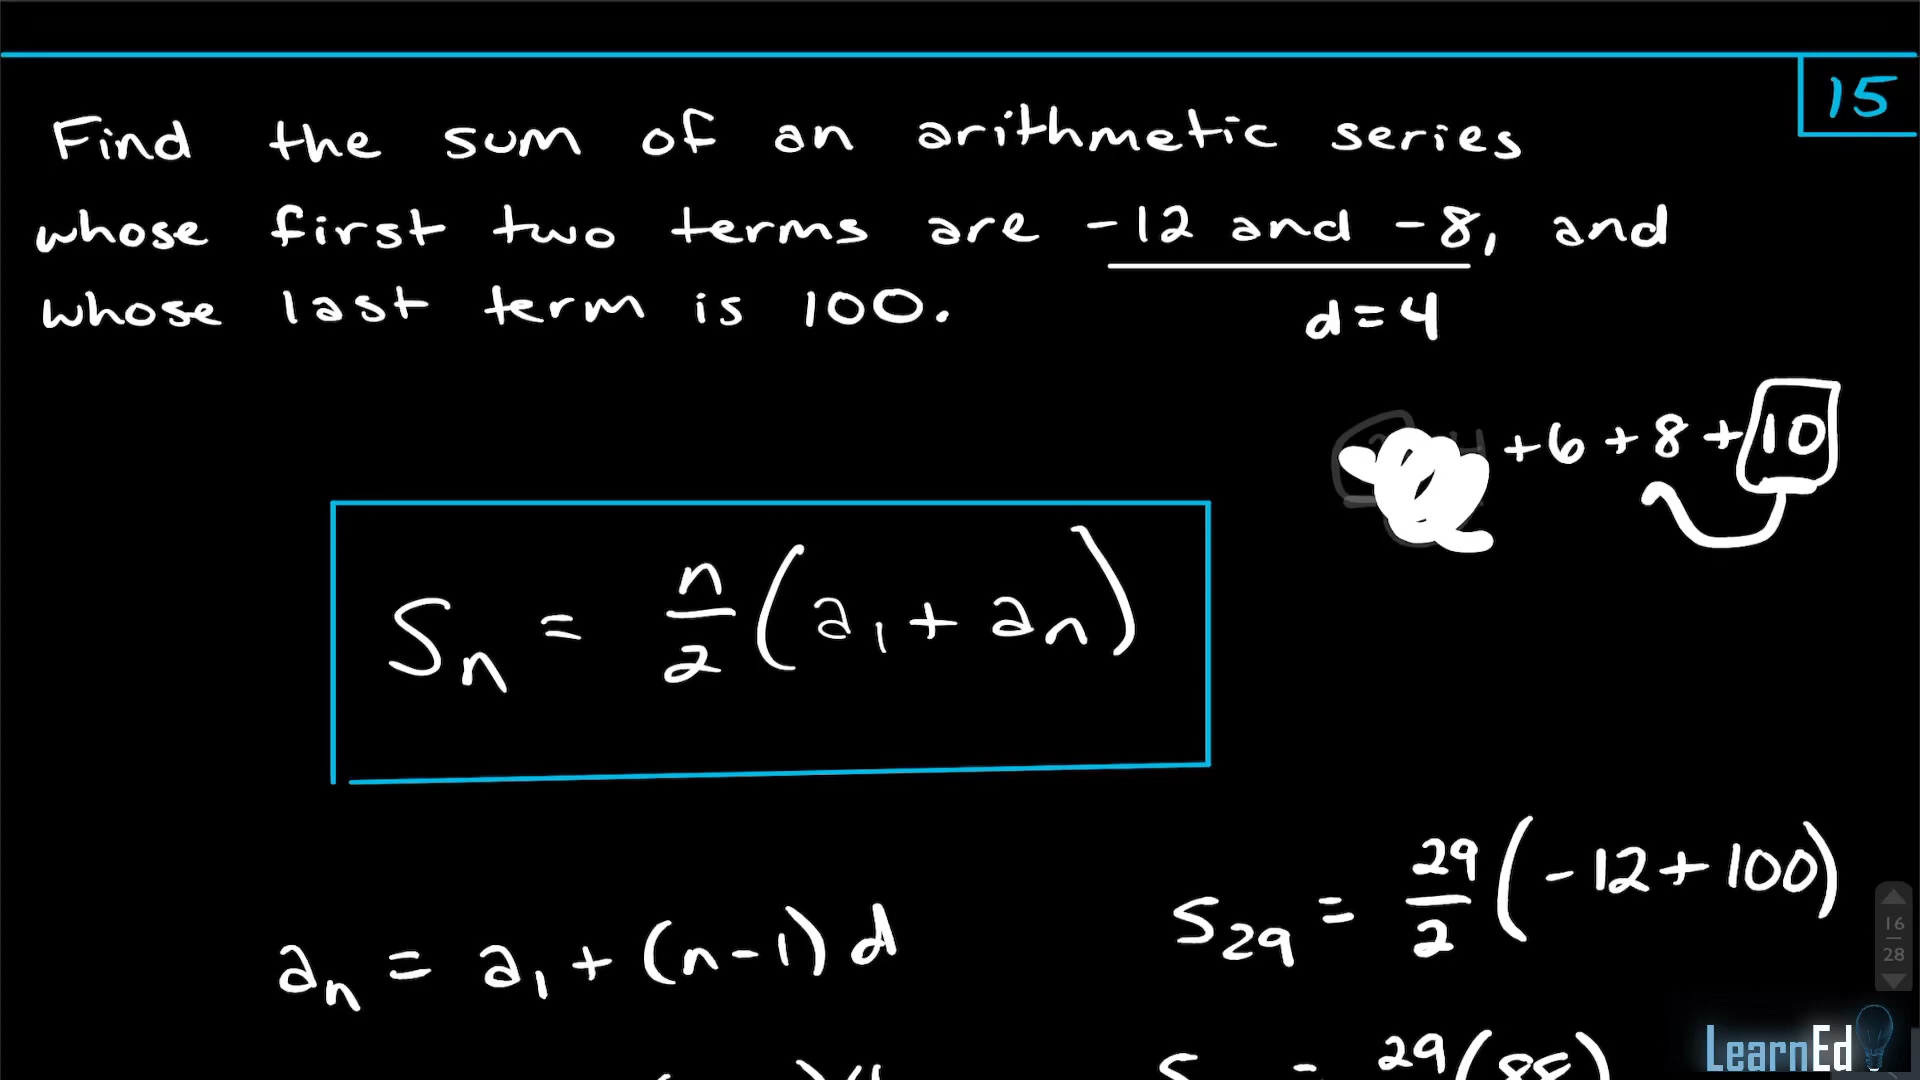 15
Find the sum of an arithmetic series
whose first two terms are -12 and -8, and
whose last term is 100.
d = 4
+6 + 8 + 10
Sn = n/2 (a1 + an)
S29 = 29/2 (-12 + 100)
an = a1 + (n-1) d
29 (88)
16
28
LearnEd